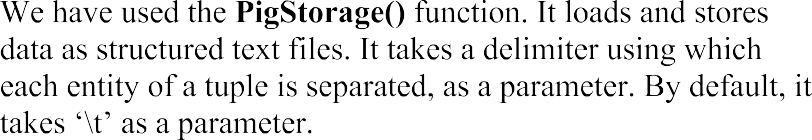 We have used the PigStorage() function. It loads and stores
data as structured text files. It takes a delimiter using which
each entity of a tuple is separated, as a parameter. By default, it
takes ‘\t’ as a parameter.